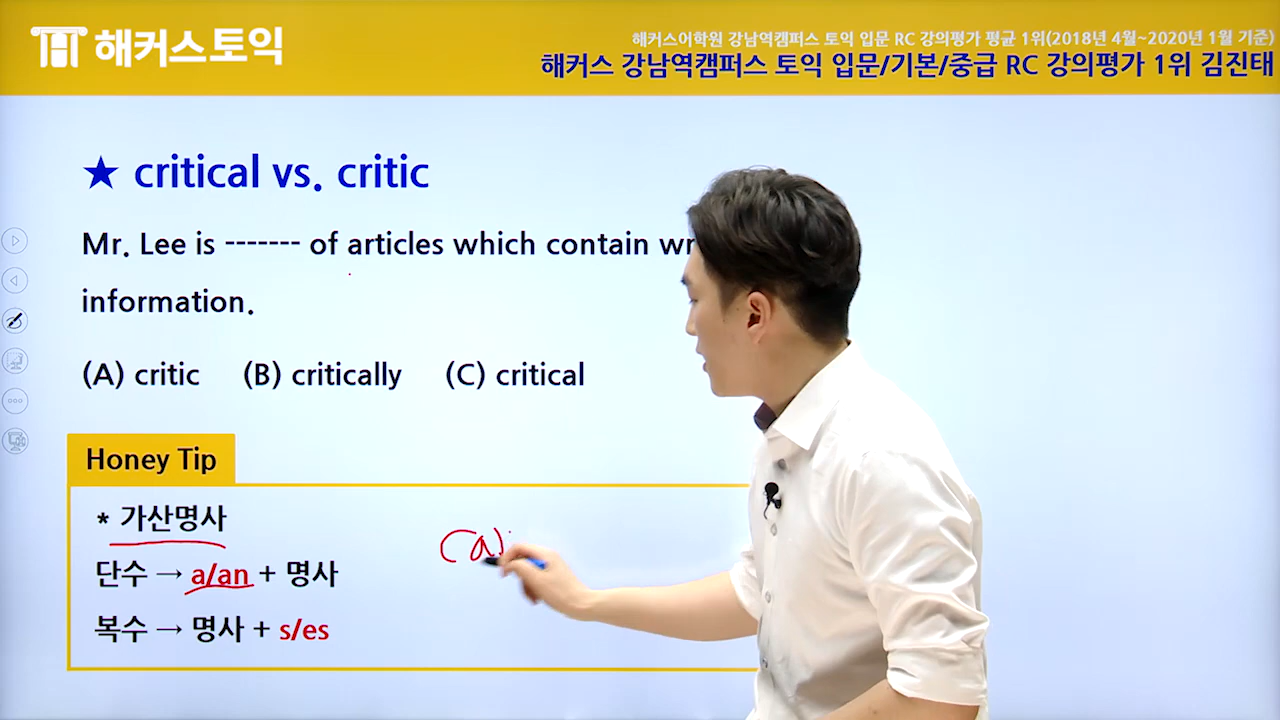 해커스토익
해커스어학원 강남역캠퍼스 토익 입문 RC 강의평가 평균 1위(2018년 4월~2020년 1월 기준)
해커스 강남역캠퍼스 토익 입문/기본/중급 RC 강의평가 1위 김진태
★ critical vs. critic
Mr. Lee is ------- of articles which contain
information.
(A) critic (B) critically (C) critical
Honey Tip
* 가산명사
단수 → a/an + 명사
복수 → 명사 + s/es
(a)